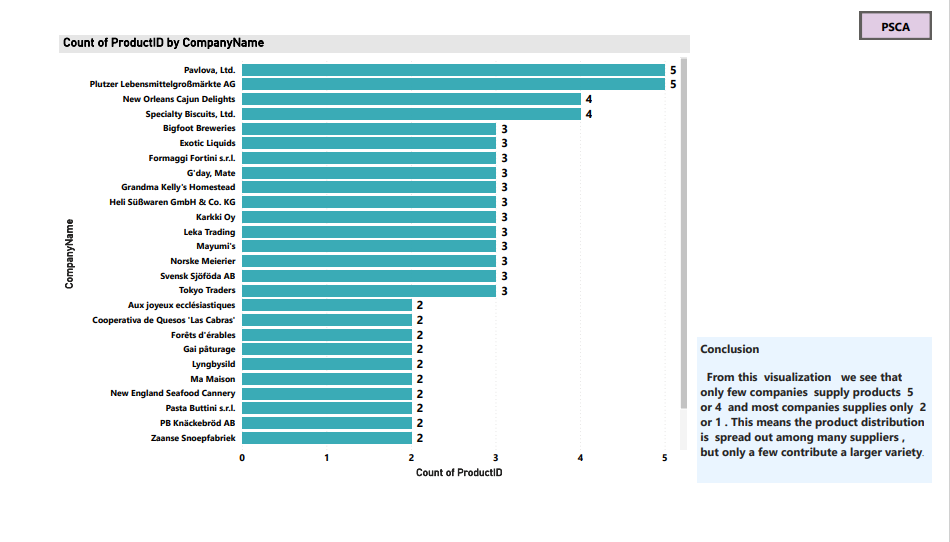 PSCA
Count of ProductID by CompanyName
Pavlova, Ltd. 5
Plutzer Lebensmittelgroßmärkte AG 5
New Orleans Cajun Delights 4
Specialty Biscuits, Ltd. 4
Bigfoot Breweries 3
Exotic Liquids 3
Formaggi Fortini s.r.l. 3
G'day, Mate 3
Grandma Kelly's Homestead 3
Heli Süßwaren GmbH & Co. KG 3
Karkki Oy 3
Leka Trading 3
Mayumi's 3
Norske Meierier 3
Svensk Sjöföda AB 3
Tokyo Traders 3
Aux joyeux ecclésiastiques 2
Cooperativa de Quesos 'Las Cabras' 2
Forêts d'érables 2
Gai pâturage 2
Lyngbysild 2
Ma Maison 2
New England Seafood Cannery 2
Pasta Buttini s.r.l. 2
PB Knäckebröd AB 2
Zaanse Snoepfabriek 2
CompanyName
0 1 2 3 4 5
Count of ProductID
Conclusion
From this visualization we see that
only few companies supply products 5
or 4 and most companies supplies only 2
or 1 . This means the product distribution
is spread out among many suppliers ,
but only a few contribute a larger variety.